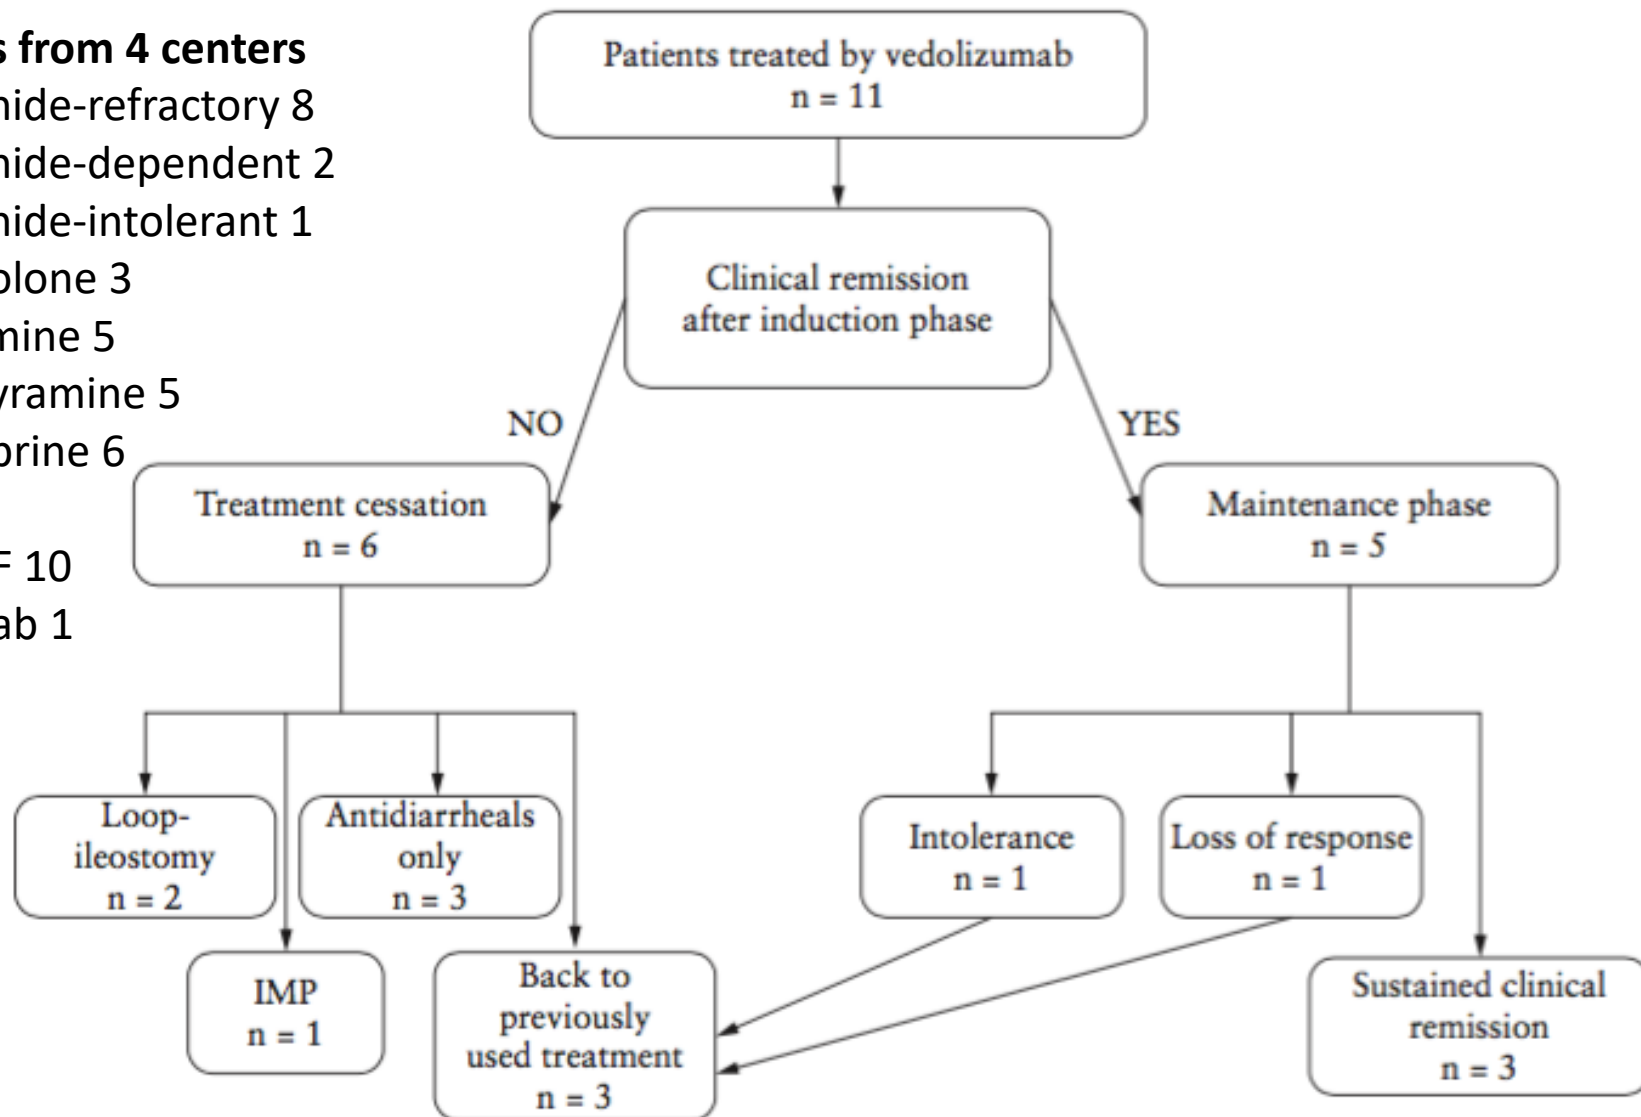 s from 4 centers
nide-refractory 8
nide-dependent 2
nide-intolerant 1
olone 3
mine 5
yramine 5
prine 6
F 10
ab 1
Patients treated by vedolizumab
n = 11
Clinical remission
after induction phase
NO
YES
Treatment cessation
n = 6
Maintenance phase
n = 5
Loop-
ileostomy
n = 2
Antidiarrheals
only
n = 3
Intolerance
n = 1
Loss of response
n = 1
IMP
n = 1
Back to
previously
used treatment
n = 3
Sustained clinical
remission
n = 3